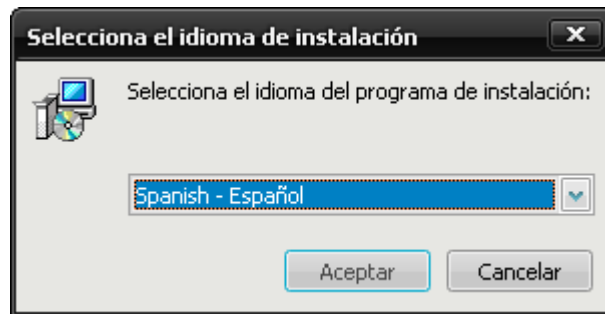 Selecciona el idioma de instalación
Selecciona el idioma del programa de instalación:
Spanish - Español
Aceptar
Cancelar